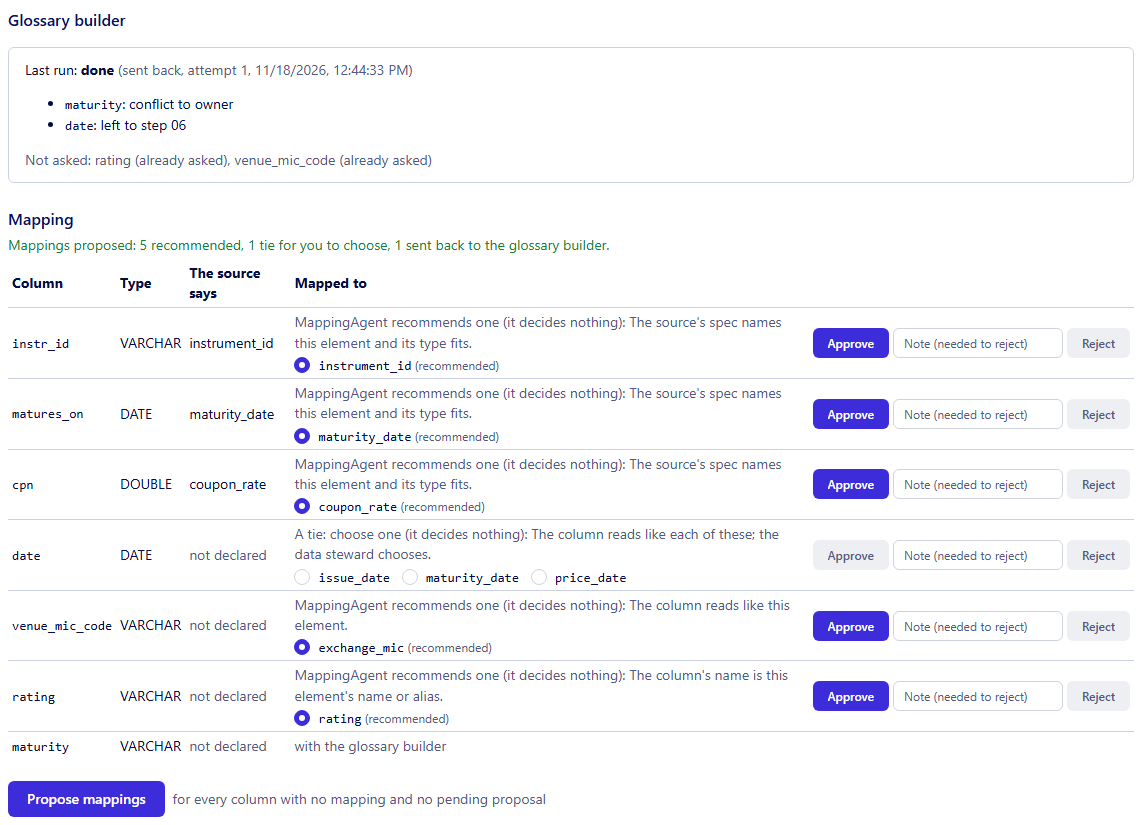 Glossary builder
Last run: done (sent back, attempt 1, 11/18/2026, 12:44:33 PM)
maturity: conflict to owner
date: left to step 06
Not asked: rating (already asked), venue_mic_code (already asked)
Mapping
Mappings proposed: 5 recommended, 1 tie for you to choose, 1 sent back to the glossary builder.
Column Type The source says Mapped to
MappingAgent recommends one (it decides nothing): The source's spec names
instr_id VARCHAR instrument_id this element and its type fits. Approve Note (needed to reject) Reject
instrument_id (recommended)
MappingAgent recommends one (it decides nothing): The source's spec names
matures_on DATE maturity_date this element and its type fits. Approve Note (needed to reject) Reject
maturity_date (recommended)
MappingAgent recommends one (it decides nothing): The source's spec names
cpn DOUBLE coupon_rate this element and its type fits. Approve Note (needed to reject) Reject
coupon_rate (recommended)
A tie: choose one (it decides nothing): The column reads like each of these; the
date DATE not declared data steward chooses. Approve Note (needed to reject) Reject
issue_date maturity_date price_date
MappingAgent recommends one (it decides nothing): The column reads like this
venue_mic_code VARCHAR not declared element. Approve Note (needed to reject) Reject
exchange_mic (recommended)
MappingAgent recommends one (it decides nothing): The column's name is this
rating VARCHAR not declared element's name or alias. Approve Note (needed to reject) Reject
rating (recommended)
maturity VARCHAR not declared with the glossary builder
Propose mappings for every column with no mapping and no pending proposal